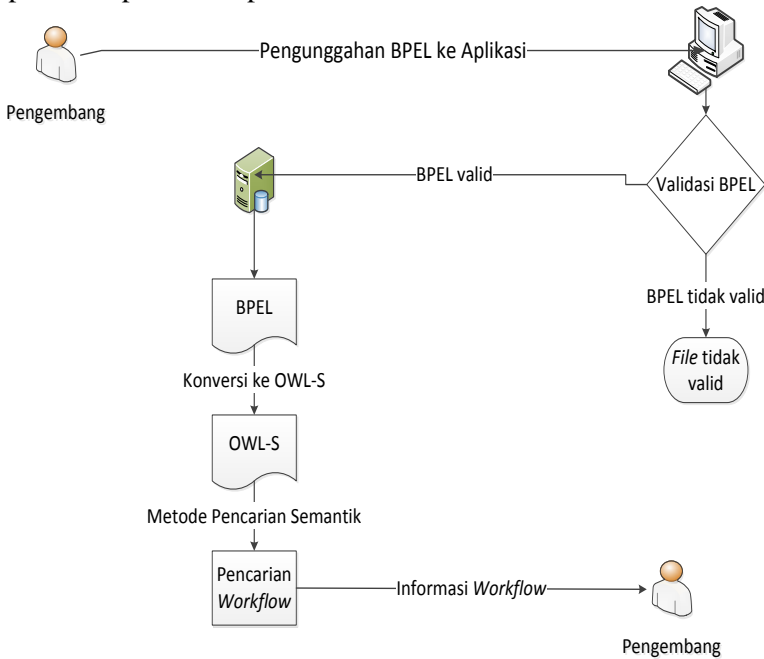 Pengunggahan BPEL ke Aplikasi
Pengembang
BPEL valid
Validasi BPEL
BPEL
BPEL tidak valid
File tidak
valid
Konversi ke OWL-S
OWL-S
Metode Pencarian Semantik
Pencarian
Workflow
Informasi Workflow
Pengembang